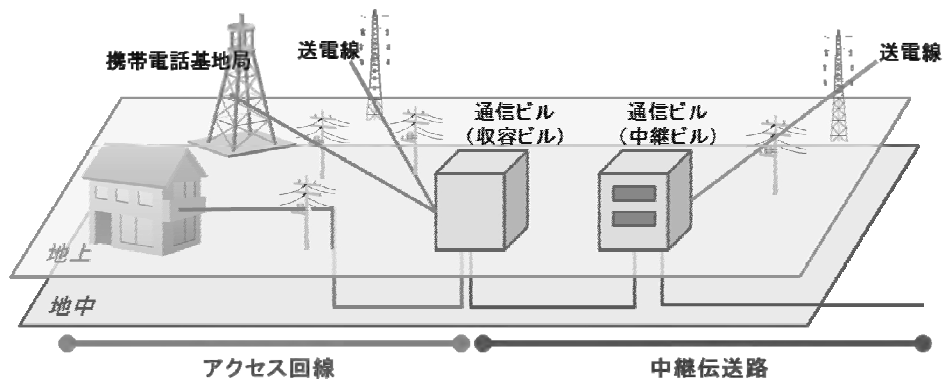 携帯電話基地局
送電線
通信ビル
（収容ビル）
通信ビル
（中継ビル）
送電線
地上
地中
アクセス回線
中継伝送路